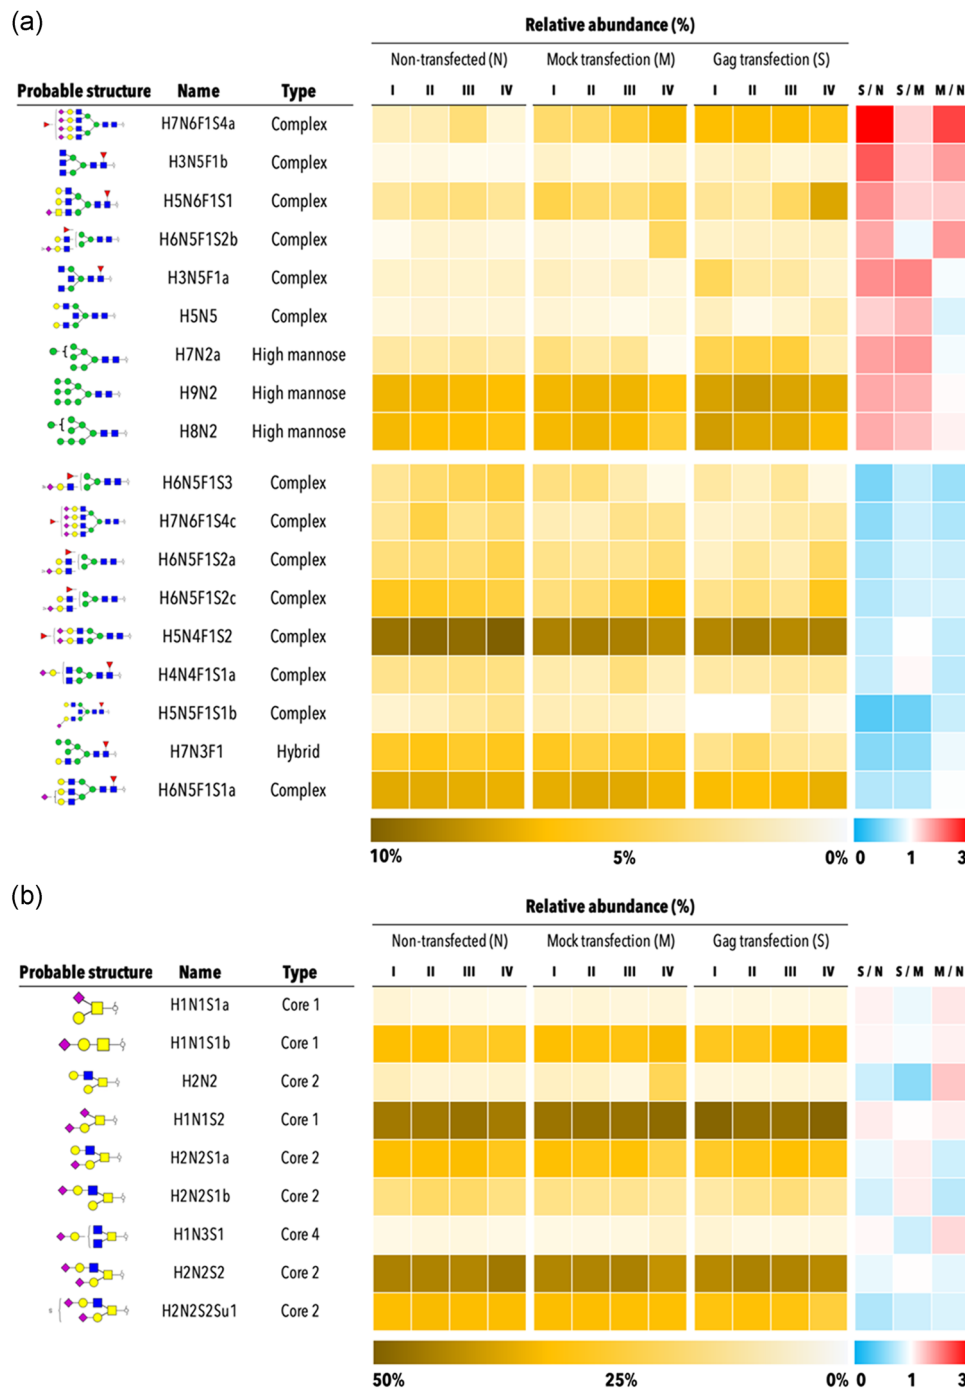 (a)
Relative abundance (%)
Non-transfected (N) Mock transfection (M) Gag transfection (S)
Probable structure Name Type I II III IV I II III IV I II III IV S / N S / M M / N
H7N6F1S4a Complex
H3N5F1b Complex
H5N6F1S1 Complex
H6N5F1S2b Complex
H3N5F1a Complex
H5N5 Complex
H7N2a High mannose
H9N2 High mannose
H8N2 High mannose
H6N5F1S3 Complex
H7N6F1S4c Complex
H6N5F1S2a Complex
H6N5F1S2c Complex
H5N4F1S2 Complex
H4N4F1S1a Complex
H5N5F1S1b Complex
H7N3F1 Hybrid
H6N5F1S1a Complex
10% 5% 0% 0 1 3
(b)
Relative abundance (%)
Non-transfected (N) Mock transfection (M) Gag transfection (S)
Probable structure Name Type I II III IV I II III IV I II III IV S / N S / M M / N
H1N1S1a Core 1
H1N1S1b Core 1
H2N2 Core 2
H1N1S2 Core 1
H2N2S1a Core 2
H2N2S1b Core 2
H1N3S1 Core 4
H2N2S2 Core 2
s H2N2S2Su1 Core 2
50% 25% 0% 0 1 3